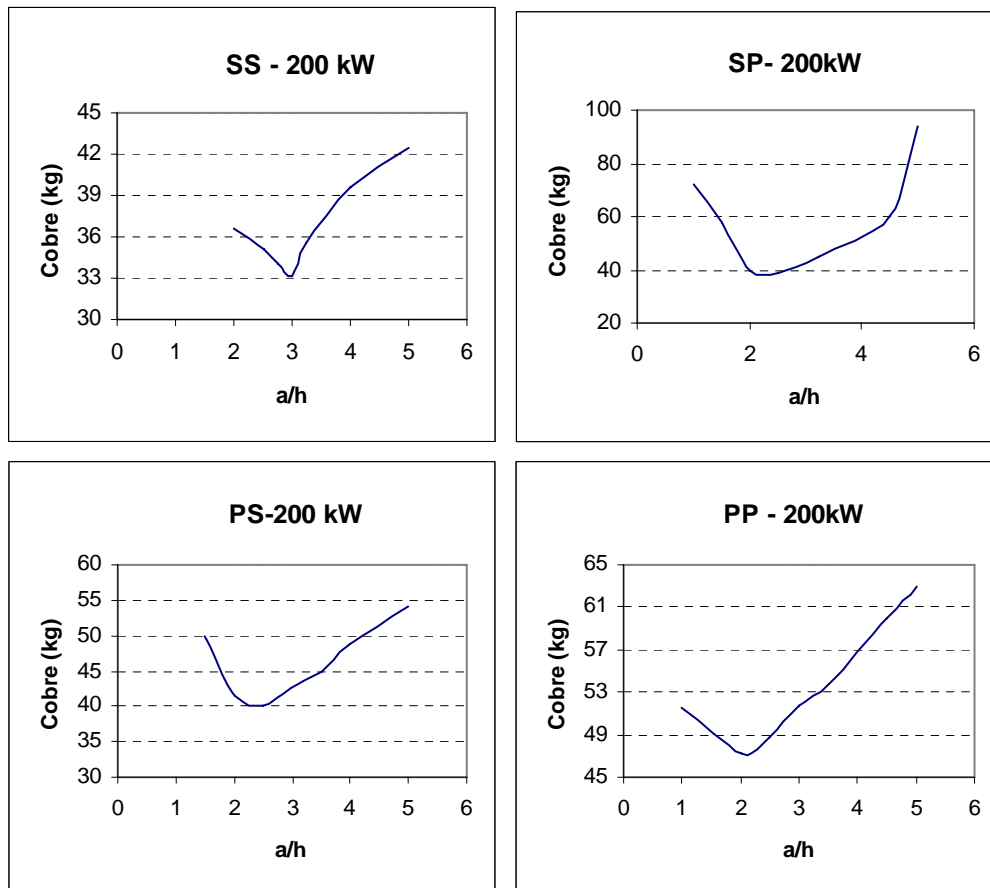 SS - 200 kW
45
42
39
36
33
30
Cobre (kg)
0 1 2 3 4 5 6
a/h
SP- 200kW
100
80
60
40
20
Cobre (kg)
0 2 4 6
a/h
PS-200 kW
60
55
50
45
40
35
30
Cobre (kg)
0 1 2 3 4 5 6
a/h
PP - 200kW
65
61
57
53
49
45
Cobre (kg)
0 1 2 3 4 5 6
a/h